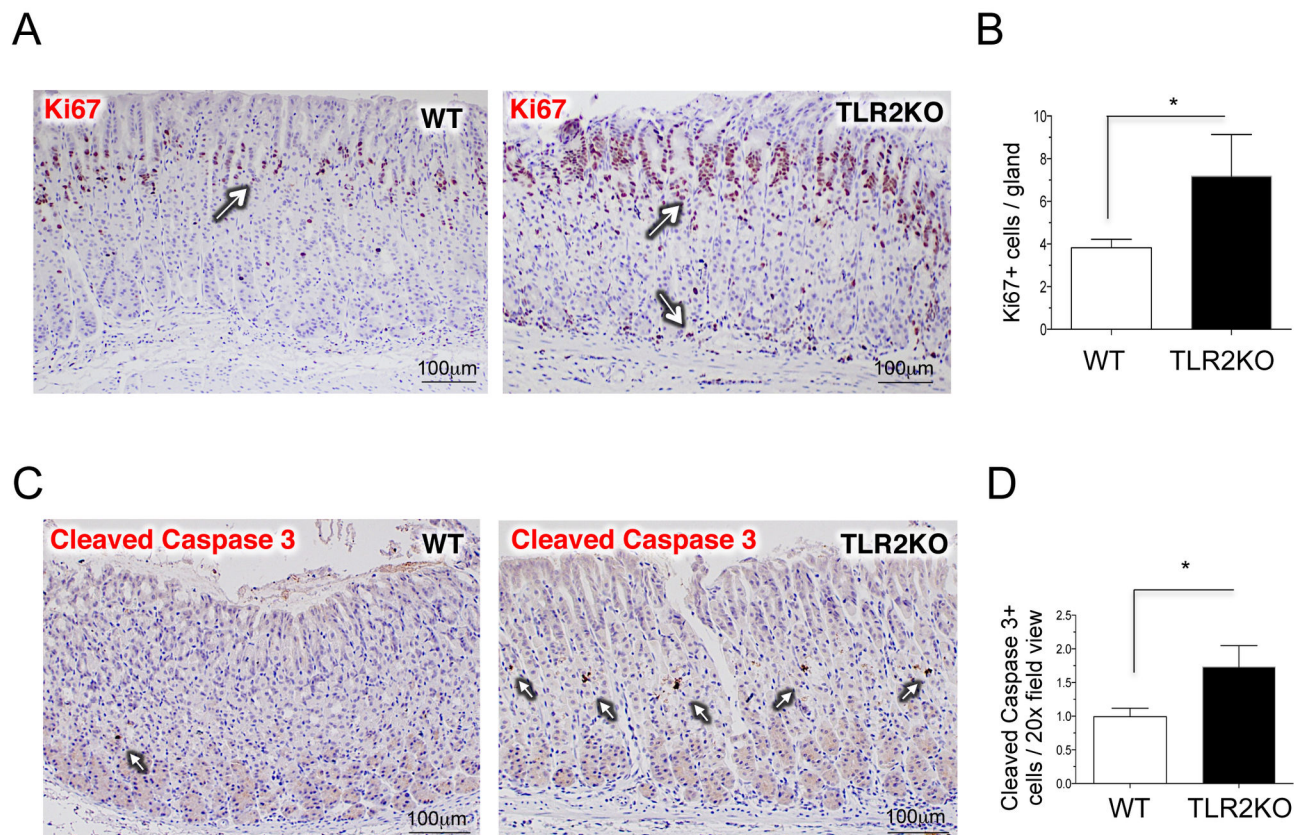 A
Ki67
WT
100μm
Ki67
TLR2KO
100μm
B
*
Ki67+ cells / gland
10
8
6
4
2
0
WT
TLR2KO
C
Cleaved Caspase 3
WT
100μm
Cleaved Caspase 3
TLR2KO
100μm
D
*
Cleaved Caspase 3+
cells / 20x field view
2.5
2.0
1.5
1.0
0.5
0.0
WT
TLR2KO